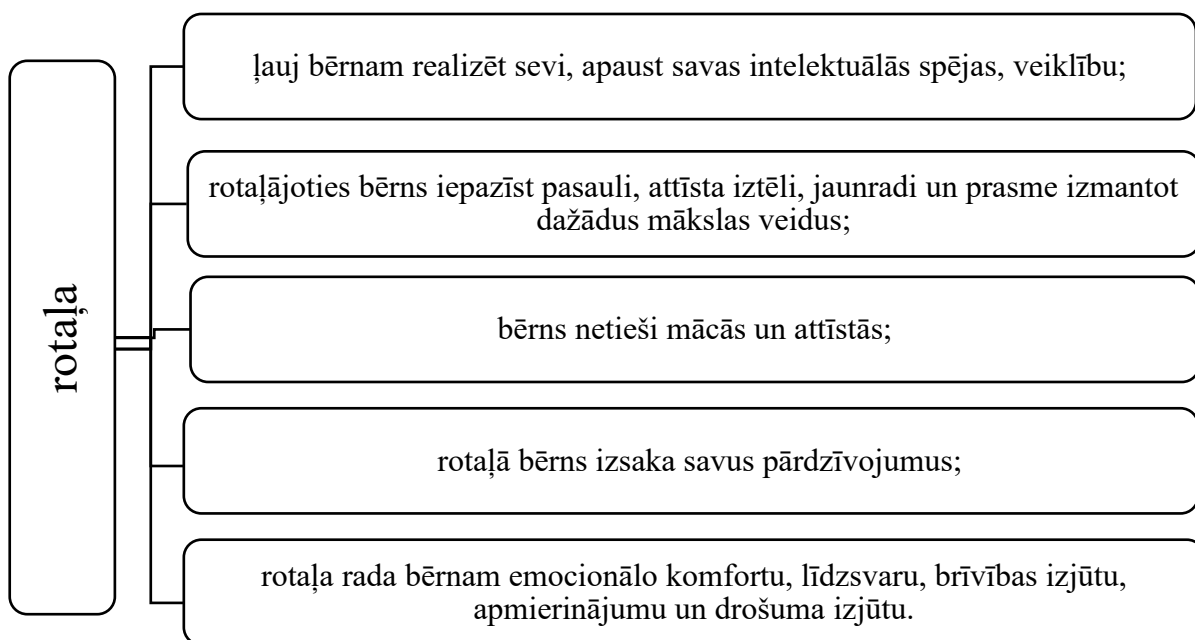 rotaļa
ļauj bērnam realizēt sevi, apaust savas intelektuālās spējas, veiklību;
rotaļājoties bērns iepazīst pasauli, attīsta iztēli, jaunradi un prasme izmantot
dažādus mākslas veidus;
bērns netieši mācās un attīstās;
rotaļā bērns izsaka savus pārdzīvojumus;
rotaļa rada bērnam emocionālo komfortu, līdzsvaru, brīvības izjūtu,
apmierinājumu un drošuma izjūtu.